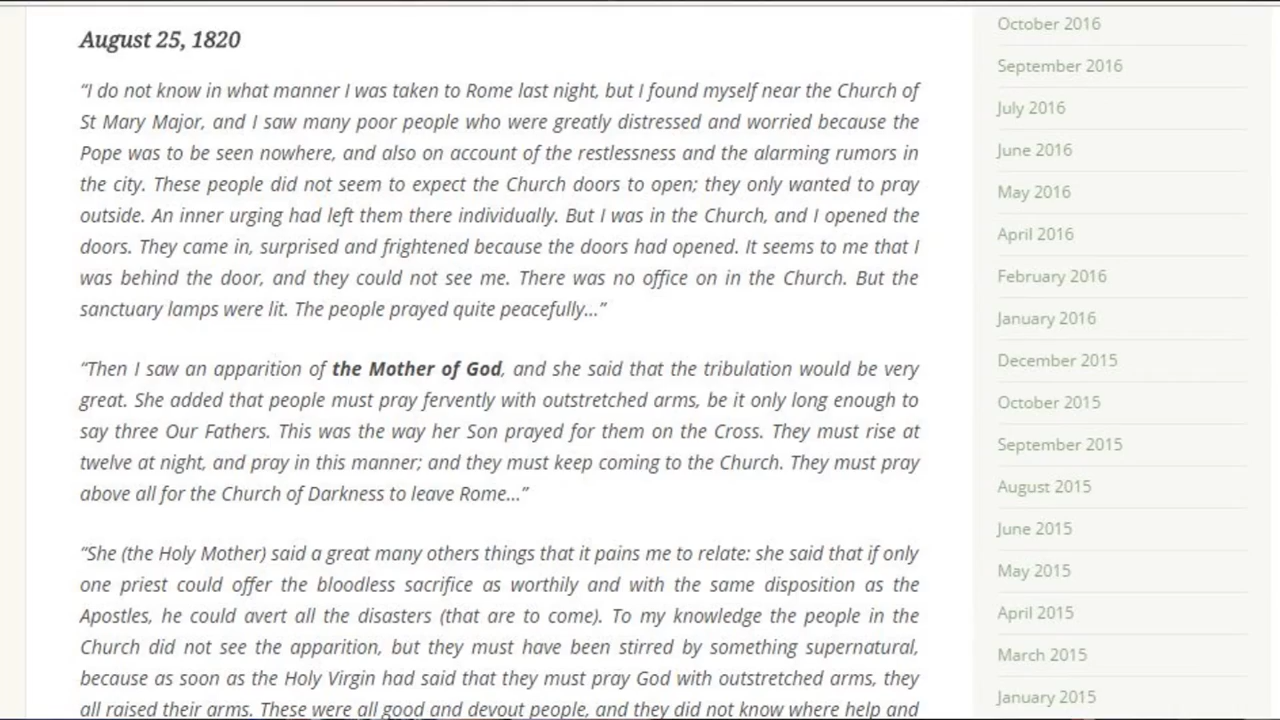 August 25, 1820
“I do not know in what manner I was taken to Rome last night, but I found myself near the Church of
St Mary Major, and I saw many poor people who were greatly distressed and worried because the
Pope was to be seen nowhere, and also on account of the restlessness and the alarming rumors in
the city. These people did not seem to expect the Church doors to open; they only wanted to pray
outside. An inner urging had left them there individually. But I was in the Church, and I opened the
doors. They came in, surprised and frightened because the doors had opened. It seems to me that I
was behind the door, and they could not see me. There was no office on in the Church. But the
sanctuary lamps were lit. The people prayed quite peacefully…”
“Then I saw an apparition of the Mother of God, and she said that the tribulation would be very
great. She added that people must pray fervently with outstretched arms, be it only long enough to
say three Our Fathers. This was the way her Son prayed for them on the Cross. They must rise at
twelve at night, and pray in this manner; and they must keep coming to the Church. They must pray
above all for the Church of Darkness to leave Rome…”
“She (the Holy Mother) said a great many others things that it pains me to relate: she said that if only
one priest could offer the bloodless sacrifice as worthily and with the same disposition as the
Apostles, he could avert all the disasters (that are to come). To my knowledge the people in the
Church did not see the apparition, but they must have been stirred by something supernatural,
because as soon as the Holy Virgin had said that they must pray God with outstretched arms, they
all raised their arms. These were all good and devout people, and they did not know where help and
October 2016
September 2016
July 2016
June 2016
May 2016
April 2016
February 2016
January 2016
December 2015
October 2015
September 2015
August 2015
June 2015
May 2015
April 2015
March 2015
January 2015